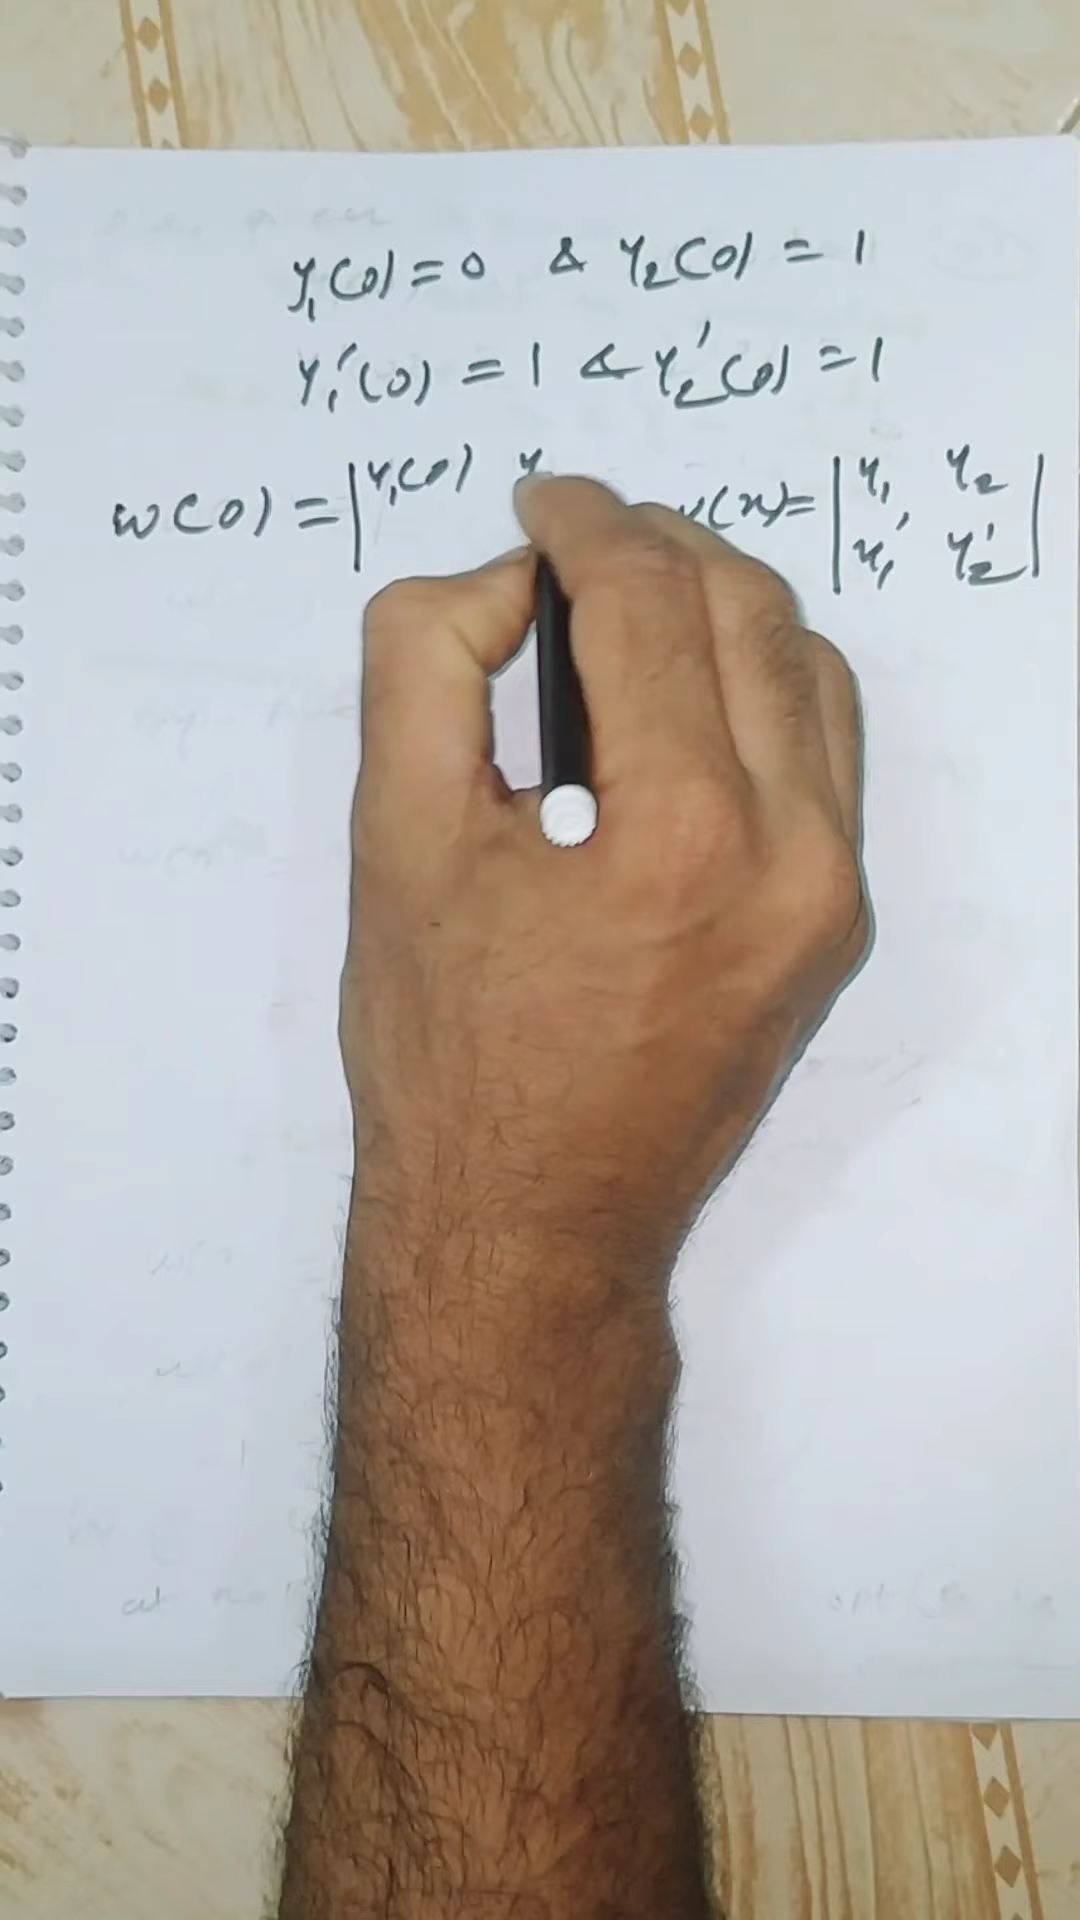 y₁(0) = 0 & y₂(0) = 1
y₁'(0) = 1 & y₂'(0) = 1
w(0) = | y₁(0) y
(x) = | y₁ y₂ |
y₁' y₂'